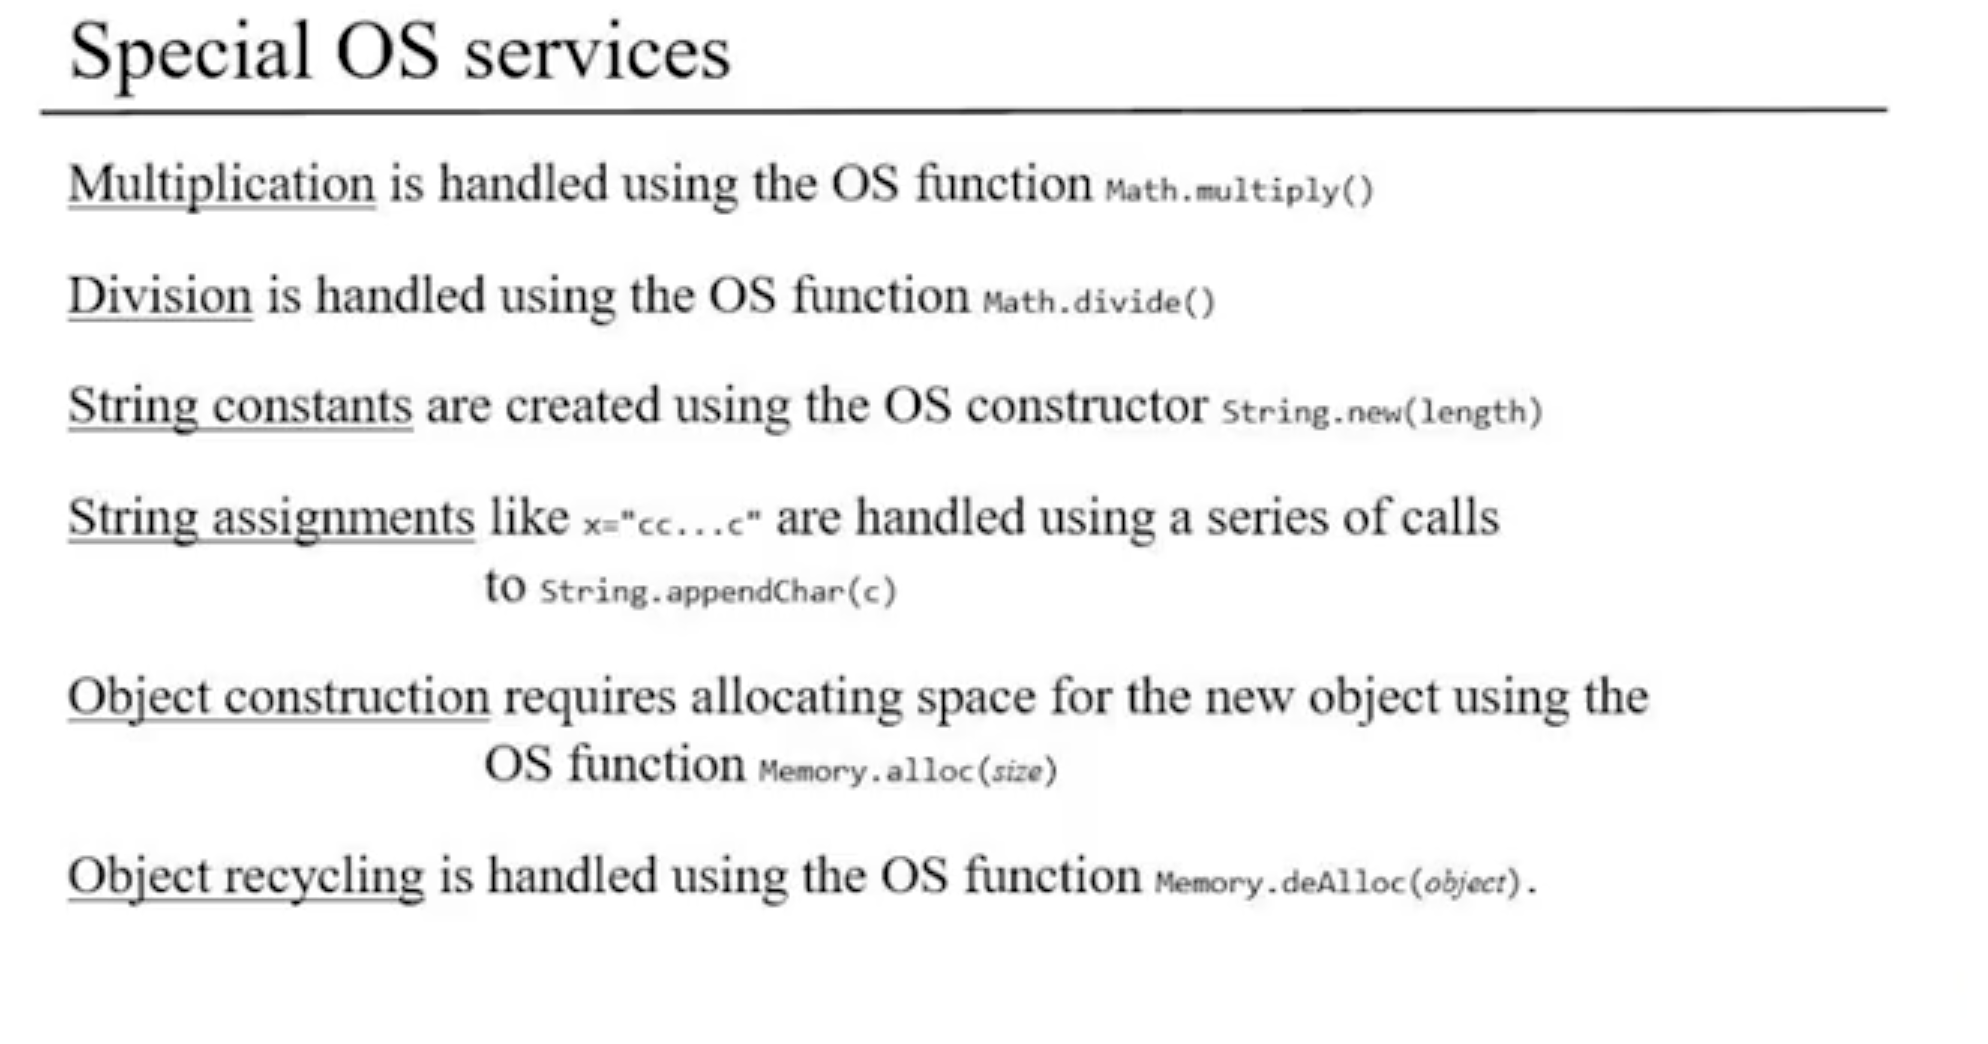 Special OS services
Multiplication is handled using the OS function Math.multiply()
Division is handled using the OS function Math.divide()
String constants are created using the OS constructor String.new(length)
String assignments like x="cc...c" are handled using a series of calls
to String.appendChar(c)
Object construction requires allocating space for the new object using the
OS function Memory.alloc(size)
Object recycling is handled using the OS function Memory.deAlloc(object).